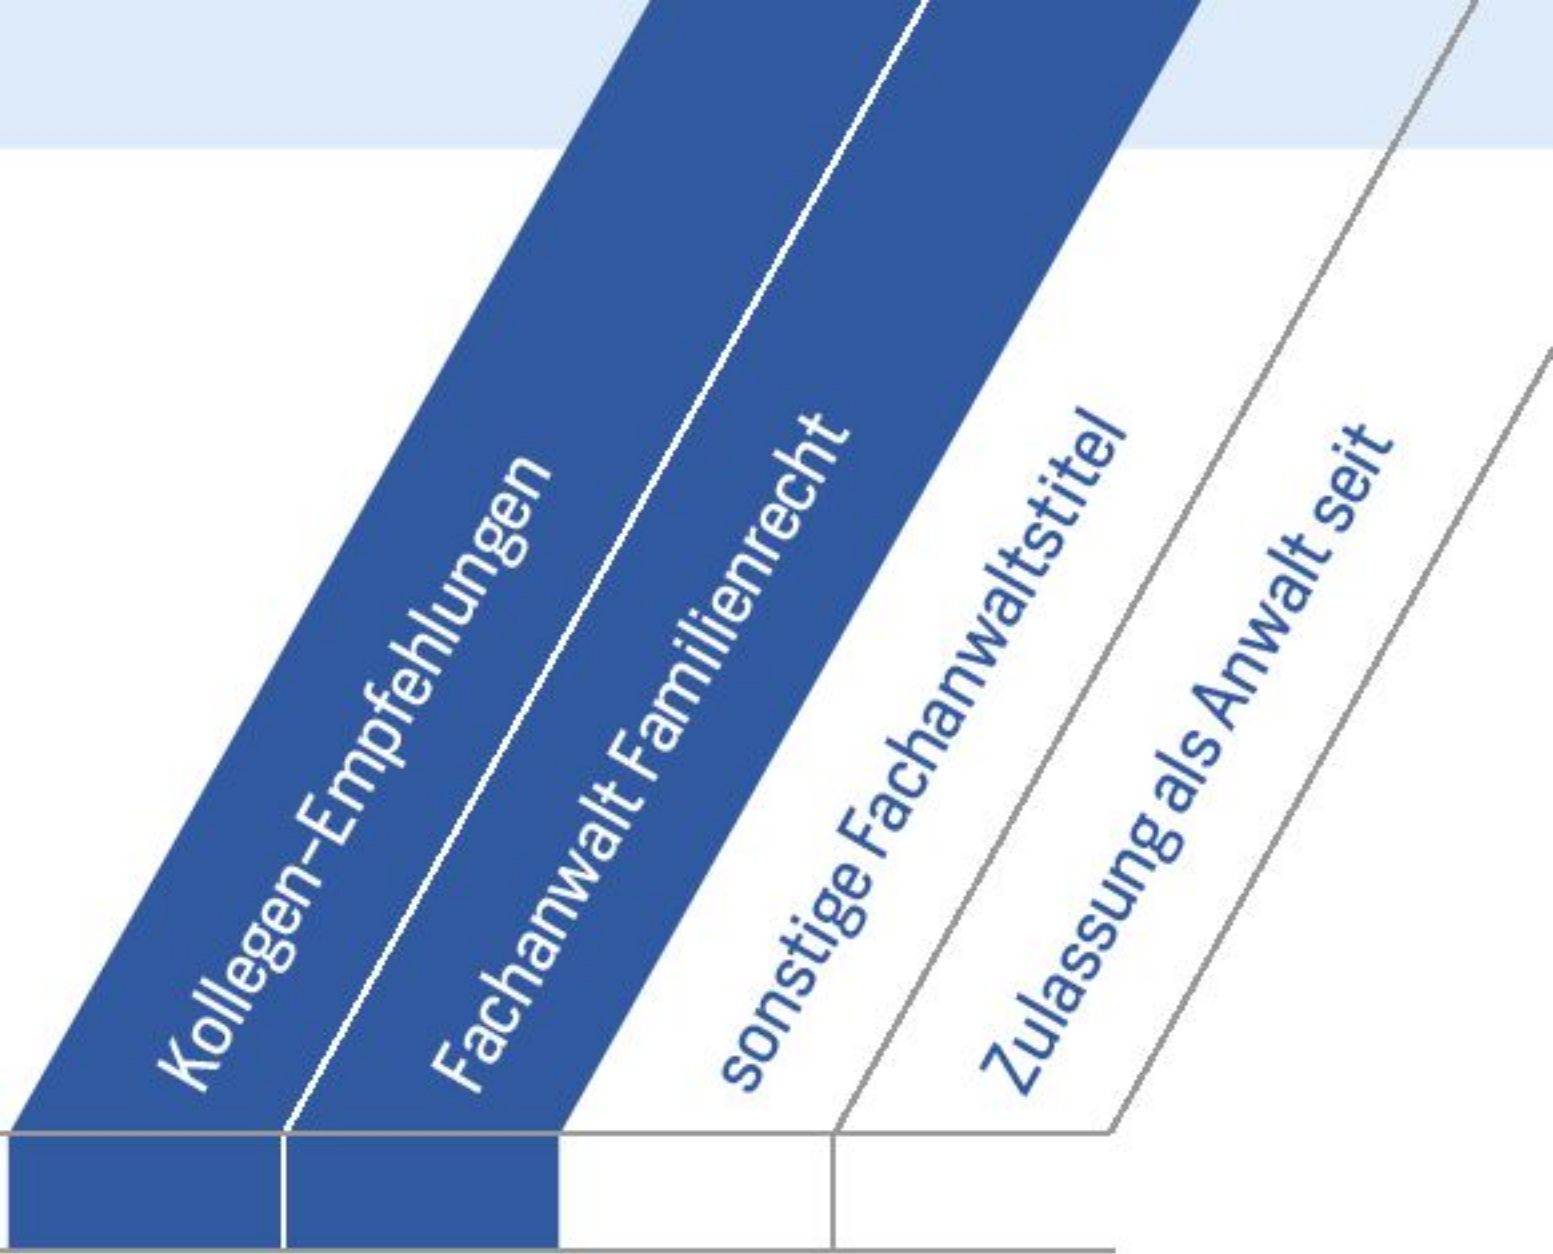 Kollegen-Empfehlungen
Fachanwalt Familienrecht
sonstige Fachanwaltstitel
Zulassung als Anwalt seit